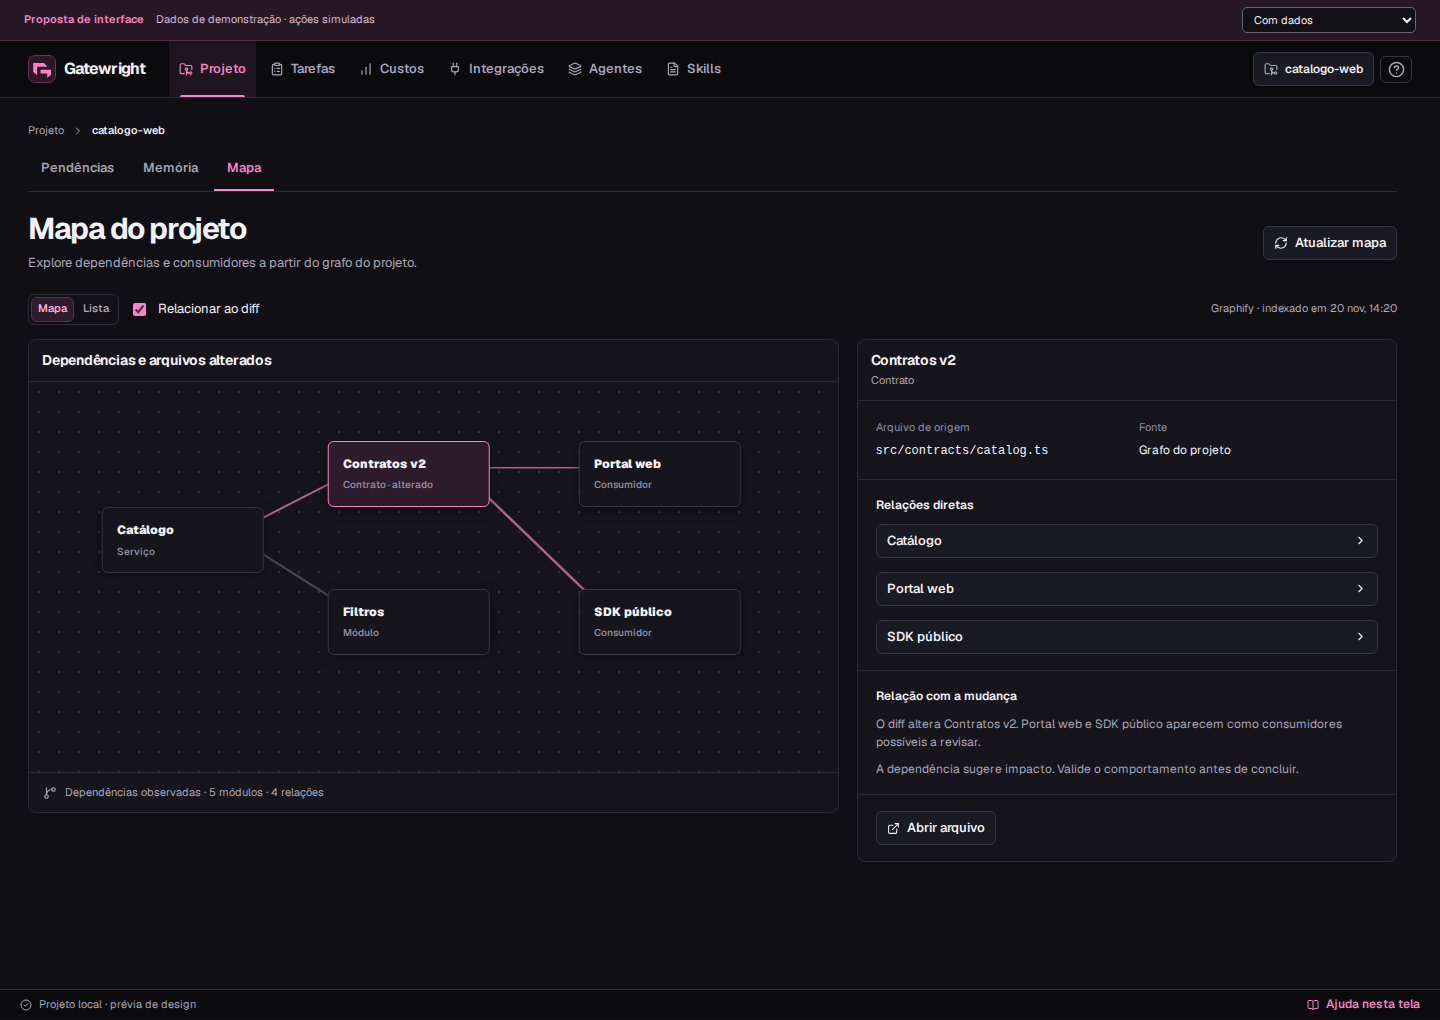 Proposta de interface Dados de demonstração · ações simuladas Com dados
Gatewright Projeto Tarefas Custos Integrações Agentes Skills catalogo-web
Projeto catalogo-web
Pendências Memória Mapa
Mapa do projeto
Explore dependências e consumidores a partir do grafo do projeto.
Atualizar mapa
Mapa Lista Relacionar ao diff
Graphify · indexado em 20 nov, 14:20
Dependências e arquivos alterados
Contratos v2
Contrato · alterado
Portal web
Consumidor
Catálogo
Serviço
Filtros
Módulo
SDK público
Consumidor
Dependências observadas · 5 módulos · 4 relações
Contratos v2
Contrato
Arquivo de origem Fonte
src/contracts/catalog.ts Grafo do projeto
Relações diretas
Catálogo
Portal web
SDK público
Relação com a mudança
O diff altera Contratos v2. Portal web e SDK público aparecem como consumidores
possíveis a revisar.
A dependência sugere impacto. Valide o comportamento antes de concluir.
Abrir arquivo
Projeto local · prévia de design
Ajuda nesta tela